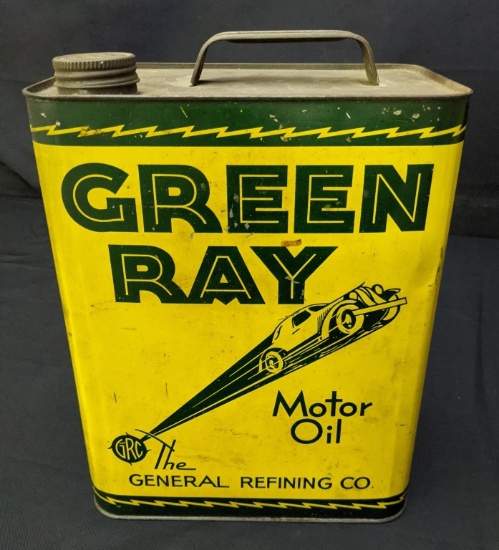 GREEN
RAY
Motor
Oil
GRC
The
GENERAL REFINING CO.